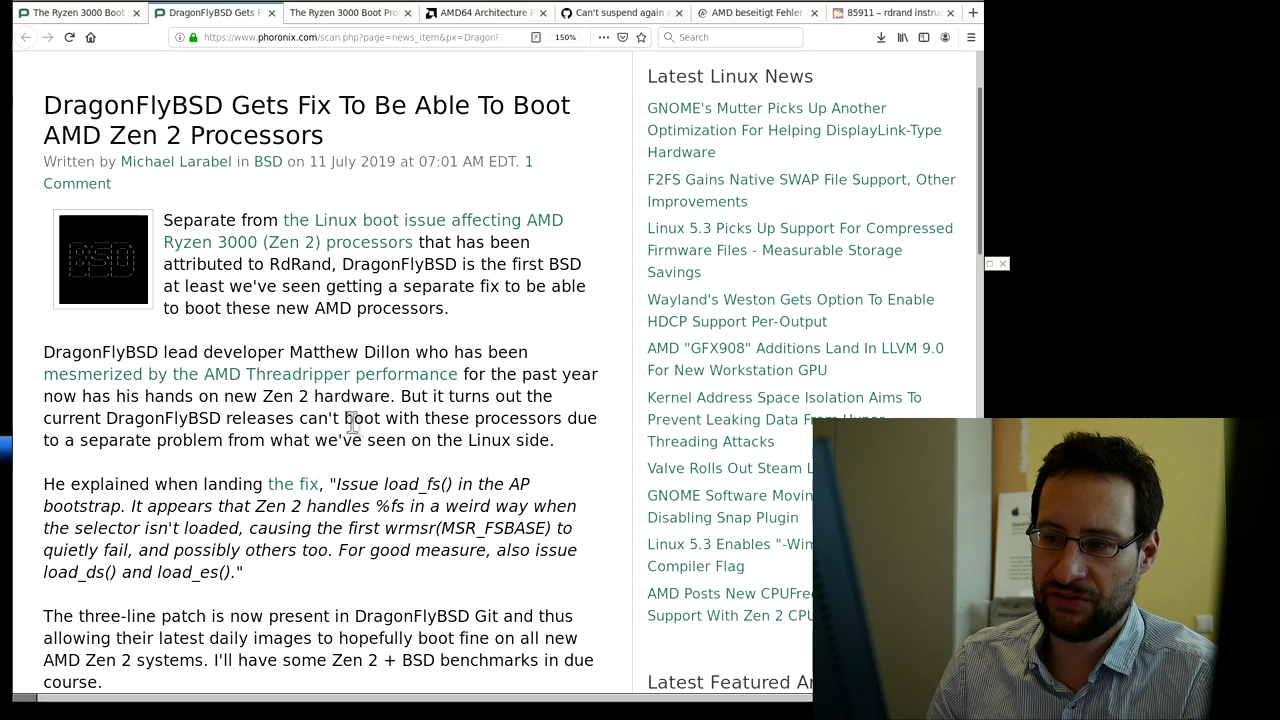 The Ryzen 3000 Boot
DragonFlyBSD Gets F
The Ryzen 3000 Boot Pro
AMD64 Architecture P
Can't suspend again
AMD beseitigt Fehler
85911 – rdrand instru
https://www.phoronix.com/scan.php?page=news_item&px=Dragonf
150%
Search
DragonFlyBSD Gets Fix To Be Able To Boot
AMD Zen 2 Processors
Written by Michael Larabel in BSD on 11 July 2019 at 07:01 AM EDT. 1
Comment
BSD
Separate from the Linux boot issue affecting AMD
Ryzen 3000 (Zen 2) processors that has been
attributed to RdRand, DragonFlyBSD is the first BSD
at least we've seen getting a separate fix to be able
to boot these new AMD processors.
DragonFlyBSD lead developer Matthew Dillon who has been
mesmerized by the AMD Threadripper performance for the past year
now has his hands on new Zen 2 hardware. But it turns out the
current DragonFlyBSD releases can't boot with these processors due
to a separate problem from what we've seen on the Linux side.
He explained when landing the fix, "Issue load_fs() in the AP
bootstrap. It appears that Zen 2 handles %fs in a weird way when
the selector isn't loaded, causing the first wrmsr(MSR_FSBASE) to
quietly fail, and possibly others too. For good measure, also issue
load_ds() and load_es()."
The three-line patch is now present in DragonFlyBSD Git and thus
allowing their latest daily images to hopefully boot fine on all new
AMD Zen 2 systems. I'll have some Zen 2 + BSD benchmarks in due
course.
Latest Linux News
GNOME's Mutter Picks Up Another
Optimization For Helping DisplayLink-Type
Hardware
F2FS Gains Native SWAP File Support, Other
Improvements
Linux 5.3 Picks Up Support For Compressed
Firmware Files - Measurable Storage
Savings
Wayland's Weston Gets Option To Enable
HDCP Support Per-Output
AMD "GFX908" Additions Land In LLVM 9.0
For New Workstation GPU
Kernel Address Space Isolation Aims To
Prevent Leaking Data From Hyper
Threading Attacks
Valve Rolls Out Steam L
GNOME Software Movin
Disabling Snap Plugin
Linux 5.3 Enables "-Wim
Compiler Flag
AMD Posts New CPUFre
Support With Zen 2 CPU
Latest Featured Ar